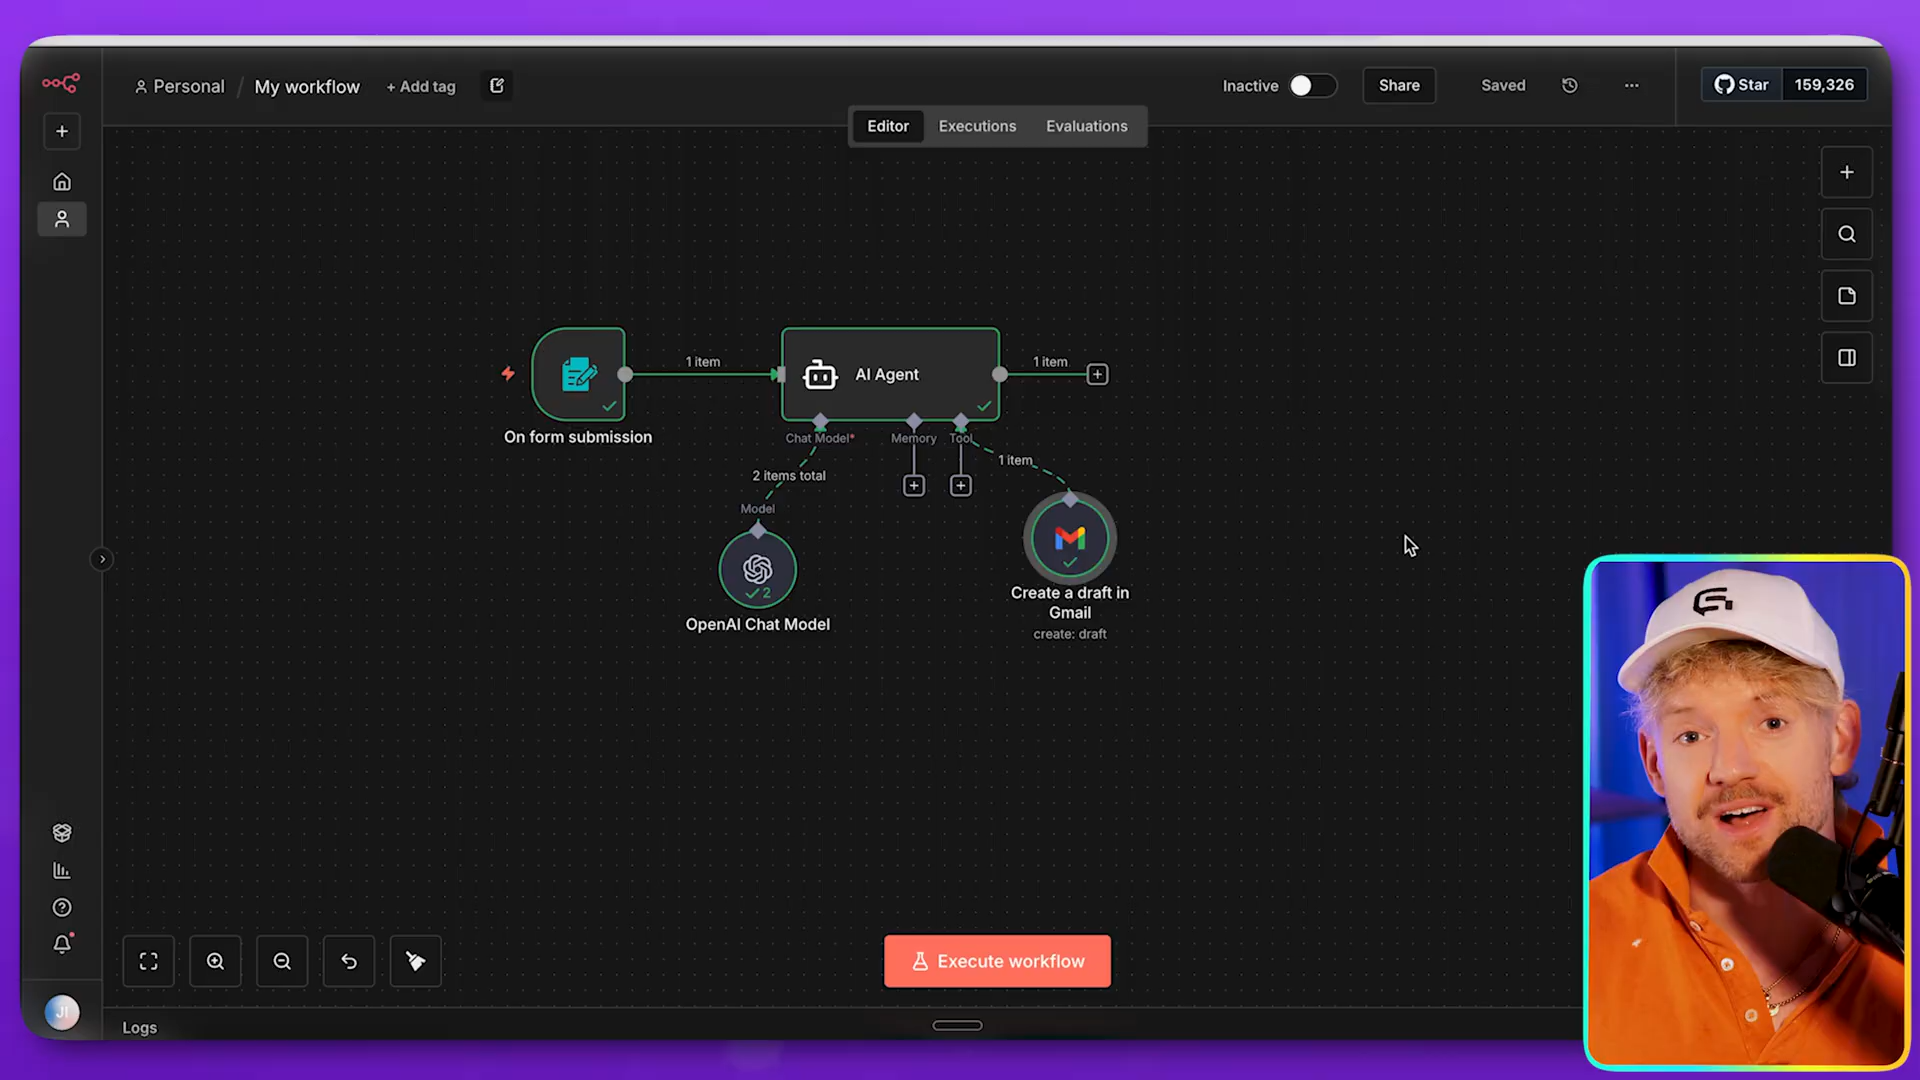 Personal / My workflow + Add tag
Inactive Share Saved ... Star 159,326
Editor Executions Evaluations
1 item
AI Agent
1 item
On form submission
Chat Model*
Memory
Tool
1 item
2 items total
Model
2
OpenAI Chat Model
Create a draft in
Gmail
create: draft
Execute workflow
JI
Logs